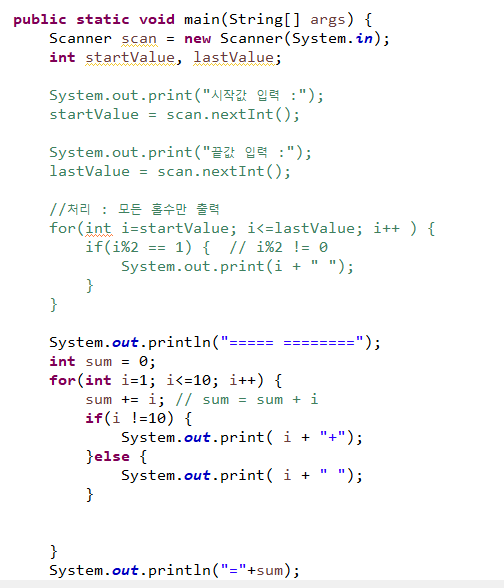 public static void main(String[] args) {
    Scanner scan = new Scanner(System.in);
    int startValue, lastValue;

    System.out.print("시작값 입력 :");
    startValue = scan.nextInt();

    System.out.print("끝값 입력 :");
    lastValue = scan.nextInt();

    //처리 : 모든 홀수만 출력
    for(int i=startValue; i<=lastValue; i++ ) {
        if(i%2 == 1) {  // i%2 != 0
            System.out.print(i + " ");
        }
    }

    System.out.println("===== ========");
    int sum = 0;
    for(int i=1; i<=10; i++) {
        sum += i; // sum = sum + i
        if(i !=10) {
            System.out.print( i + "+");
        }else {
            System.out.print( i + " ");
        }


    }
    System.out.println("="+sum);